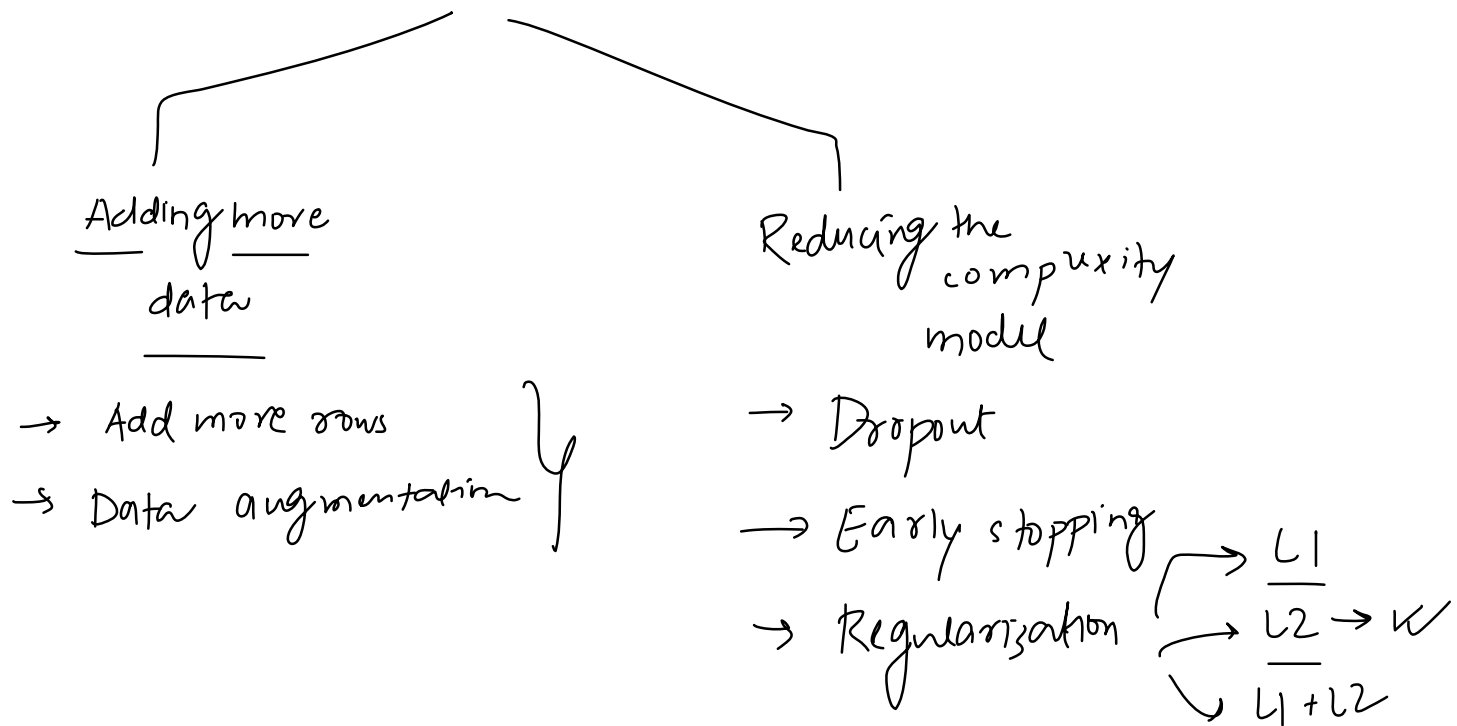 Adding more
data
→ Add more rows
→ Data augmentation
Reducing the
complexity
model
→ Dropout
→ Early stopping
→ Regularization
→ L1
→ L2 →
L1 + L2